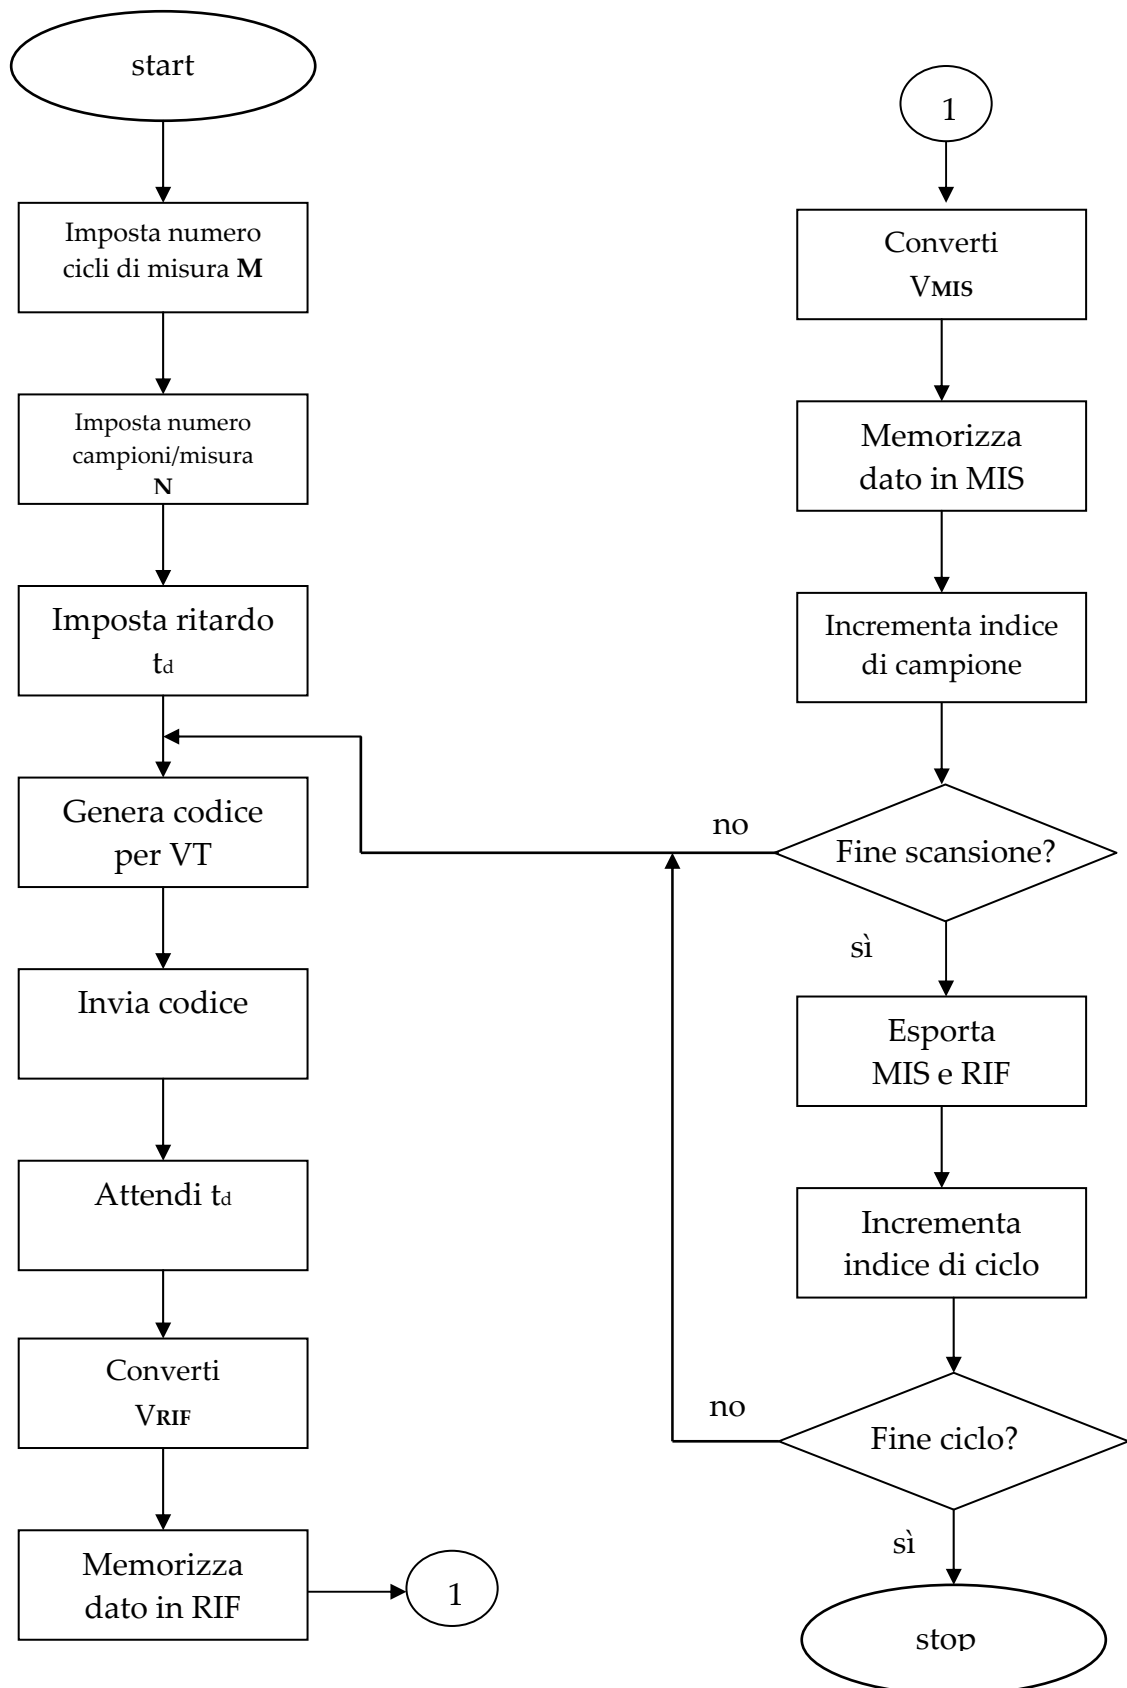 start
Imposta numero
cicli di misura M
Imposta numero
campioni/misura
N
Imposta ritardo
td
Genera codice
per VT
Invia codice
Attendi td
Converti
VRIF
Memorizza
dato in RIF
1
1
Converti
VMIS
Memorizza
dato in MIS
Incrementa indice
di campione
Fine scansione?
no
sì
Esporta
MIS e RIF
Incrementa
indice di ciclo
Fine ciclo?
no
sì
stop